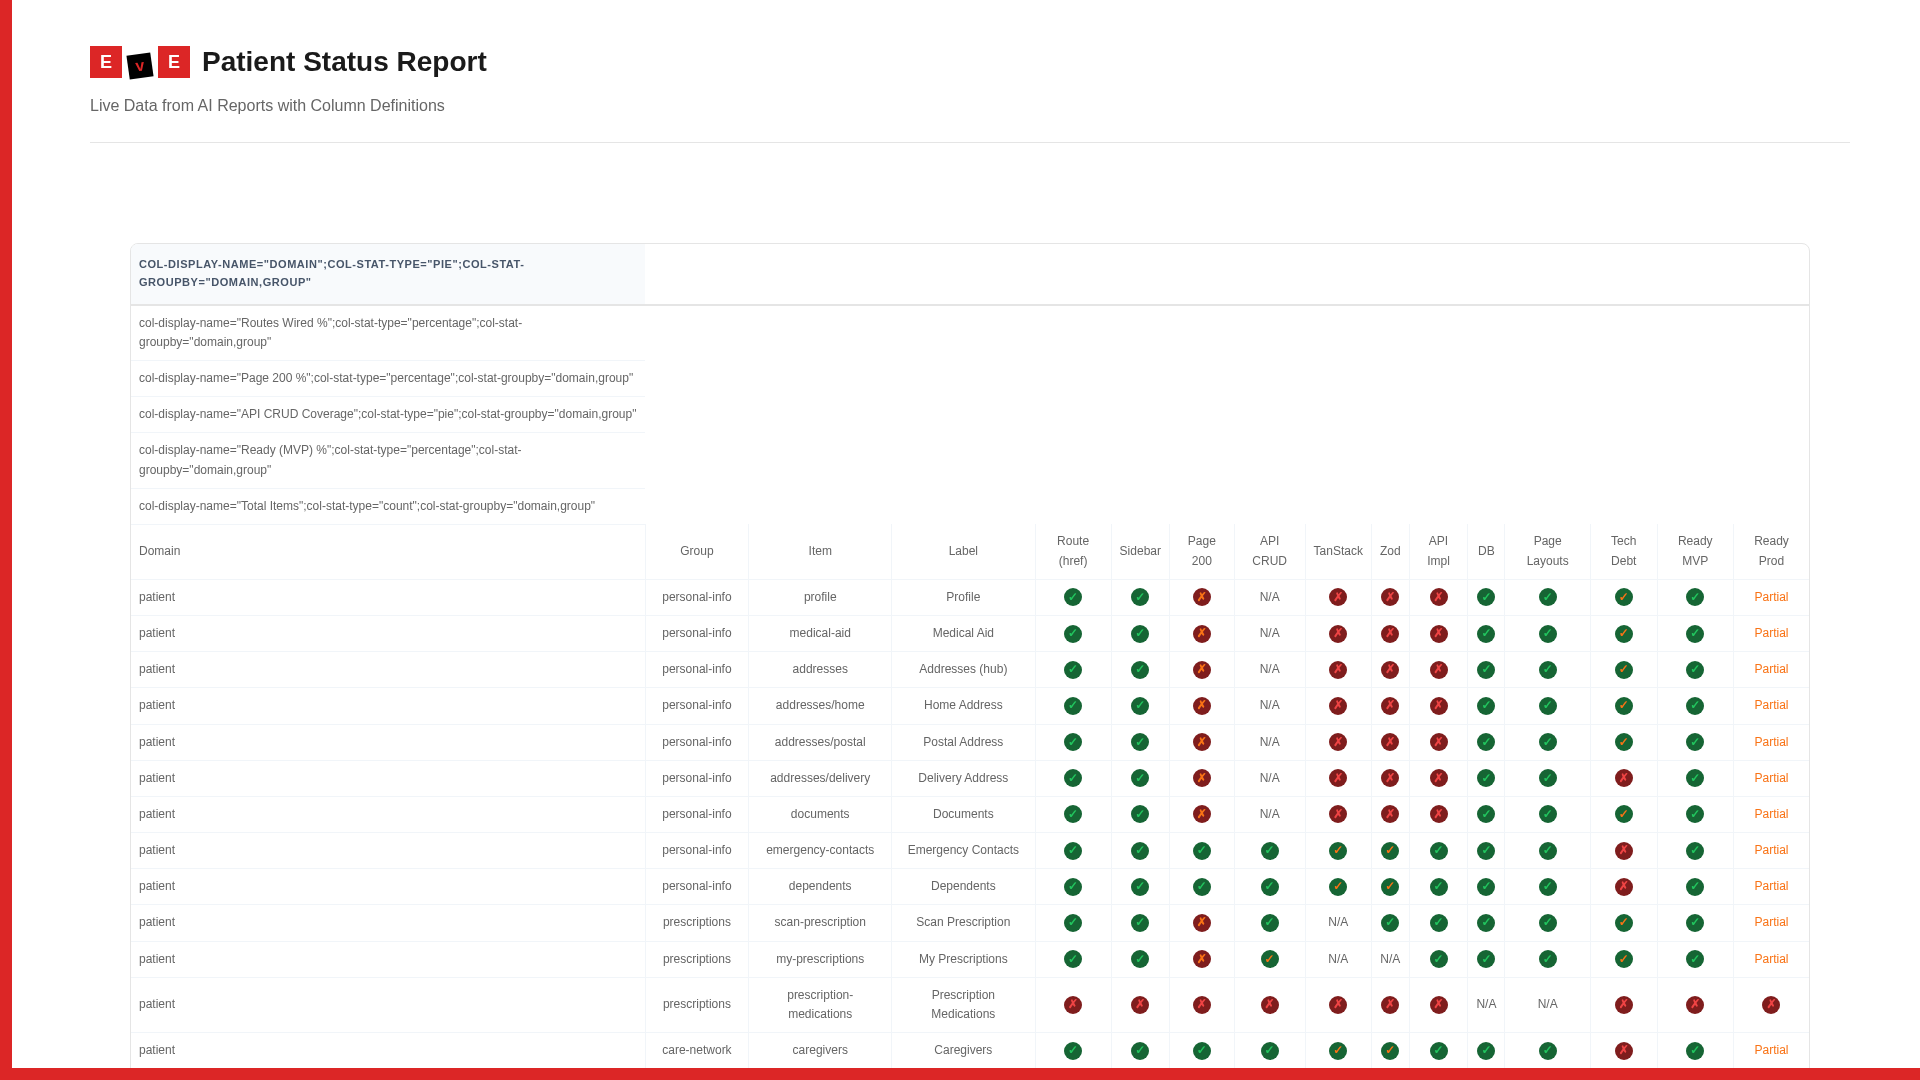 E v E Patient Status Report
Live Data from AI Reports with Column Definitions
COL-DISPLAY-NAME="DOMAIN";COL-STAT-TYPE="PIE";COL-STAT-
GROUPBY="DOMAIN,GROUP"
col-display-name="Routes Wired %";col-stat-type="percentage";col-stat-
groupby="domain,group"
col-display-name="Page 200 %";col-stat-type="percentage";col-stat-groupby="domain,group"
col-display-name="API CRUD Coverage";col-stat-type="pie";col-stat-groupby="domain,group"
col-display-name="Ready (MVP) %";col-stat-type="percentage";col-stat-
groupby="domain,group"
col-display-name="Total Items";col-stat-type="count";col-stat-groupby="domain,group"
Domain Group Item Label Route (href) Sidebar Page 200 API CRUD TanStack Zod API Impl DB Page Layouts Tech Debt Ready MVP Ready Prod
patient personal-info profile Profile ✓ ✓ ✗ N/A ✗ ✗ ✗ ✓ ✓ ✓ ✓ Partial
patient personal-info medical-aid Medical Aid ✓ ✓ ✗ N/A ✗ ✗ ✗ ✓ ✓ ✓ ✓ Partial
patient personal-info addresses Addresses (hub) ✓ ✓ ✗ N/A ✗ ✗ ✗ ✓ ✓ ✓ ✓ Partial
patient personal-info addresses/home Home Address ✓ ✓ ✗ N/A ✗ ✗ ✗ ✓ ✓ ✓ ✓ Partial
patient personal-info addresses/postal Postal Address ✓ ✓ ✗ N/A ✗ ✗ ✗ ✓ ✓ ✓ ✓ Partial
patient personal-info addresses/delivery Delivery Address ✓ ✓ ✗ N/A ✗ ✗ ✗ ✓ ✓ ✗ ✓ Partial
patient personal-info documents Documents ✓ ✓ ✗ N/A ✗ ✗ ✗ ✓ ✓ ✓ ✓ Partial
patient personal-info emergency-contacts Emergency Contacts ✓ ✓ ✓ ✓ ✓ ✓ ✓ ✓ ✓ ✗ ✓ Partial
patient personal-info dependents Dependents ✓ ✓ ✓ ✓ ✓ ✓ ✓ ✓ ✓ ✗ ✓ Partial
patient prescriptions scan-prescription Scan Prescription ✓ ✓ ✗ ✓ N/A ✓ ✓ ✓ ✓ ✓ ✓ Partial
patient prescriptions my-prescriptions My Prescriptions ✓ ✓ ✗ ✓ N/A N/A ✓ ✓ ✓ ✓ ✓ Partial
patient prescriptions prescription-medications Prescription Medications ✗ ✗ ✗ ✗ ✗ ✗ ✗ N/A N/A ✗ ✗ ✗
patient care-network caregivers Caregivers ✓ ✓ ✓ ✓ ✓ ✓ ✓ ✓ ✓ ✗ ✓ Partial